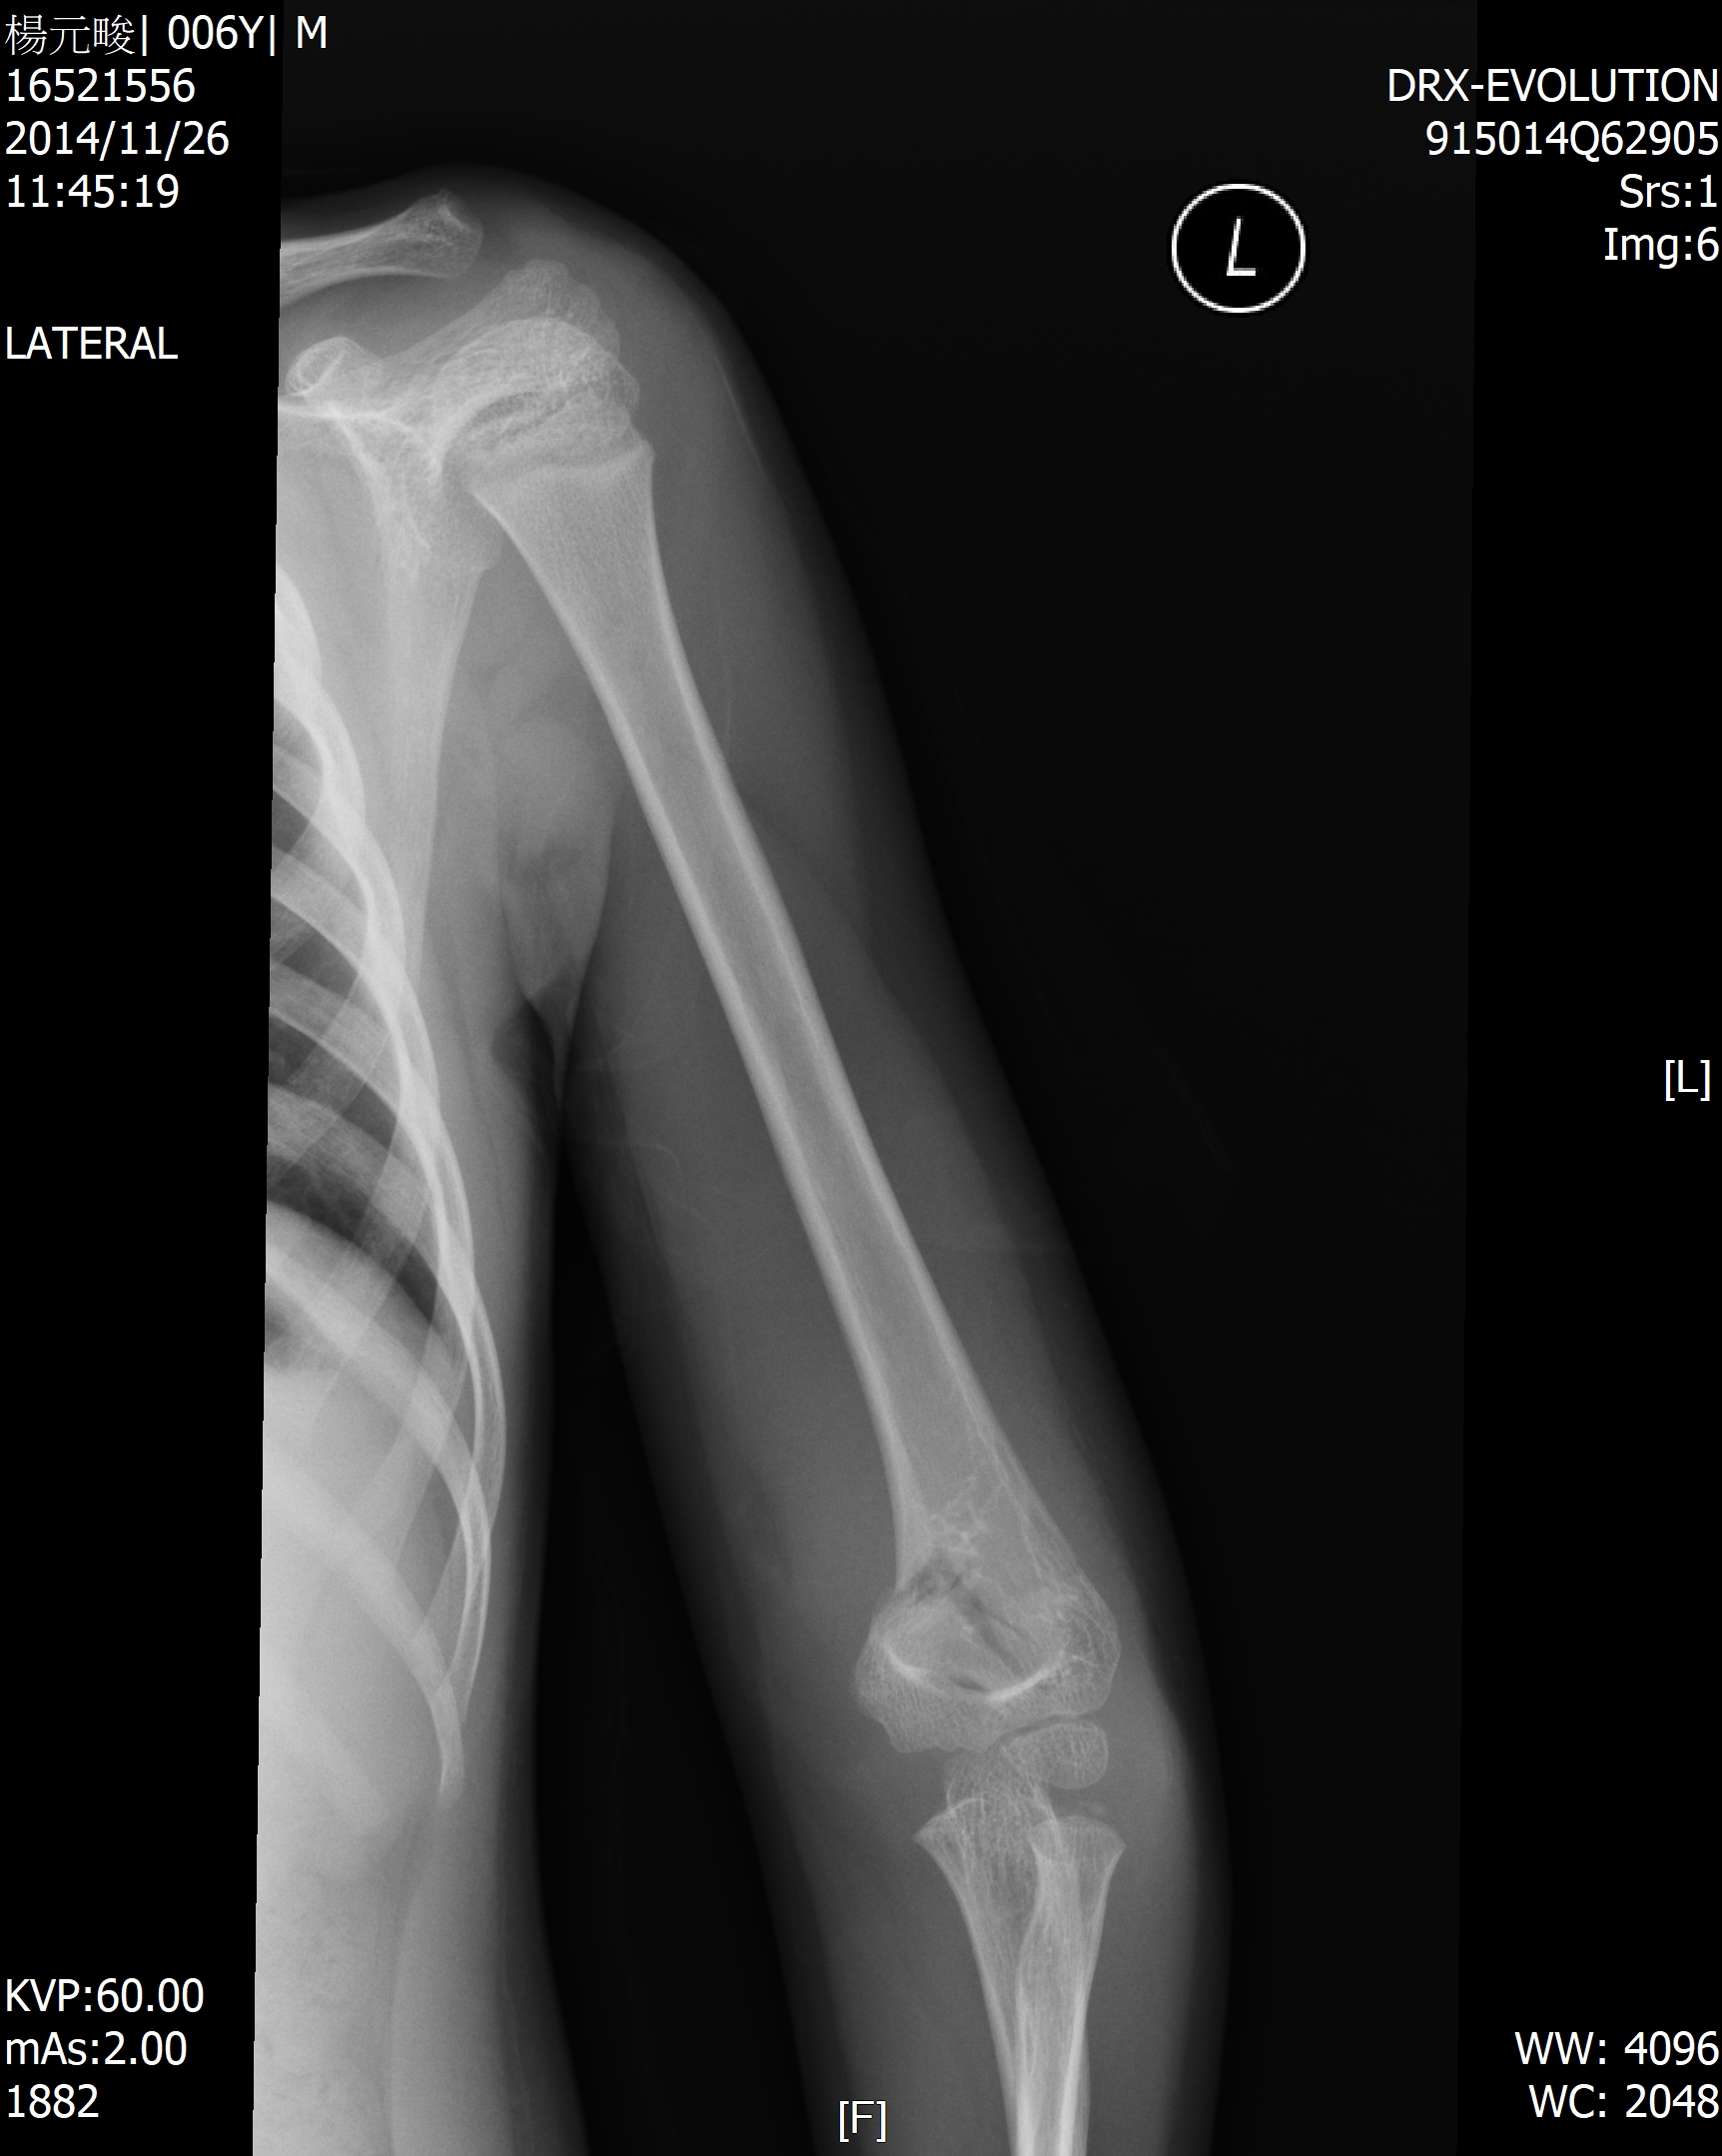 楊元畯| 006Y| M
16521556
2014/11/26
11:45:19
LATERAL
DRX-EVOLUTION
915014Q62905
Srs:1
Img:6
L
[L]
KVP:60.00
mAs:2.00
1882
[F]
WW: 4096
WC: 2048